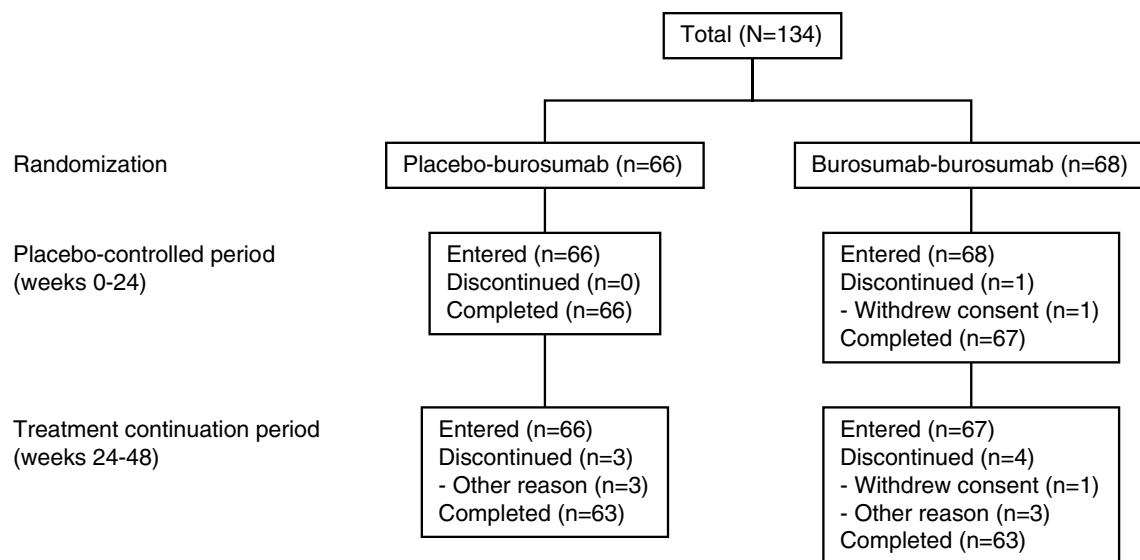 Total (N=134)
Randomization
Placebo-burosumab (n=66)
Burosumab-burosumab (n=68)
Placebo-controlled period
(weeks 0-24)
Entered (n=66)
Discontinued (n=0)
Completed (n=66)
Entered (n=68)
Discontinued (n=1)
- Withdrew consent (n=1)
Completed (n=67)
Treatment continuation period
(weeks 24-48)
Entered (n=66)
Discontinued (n=3)
- Other reason (n=3)
Completed (n=63)
Entered (n=67)
Discontinued (n=4)
- Withdrew consent (n=1)
- Other reason (n=3)
Completed (n=63)